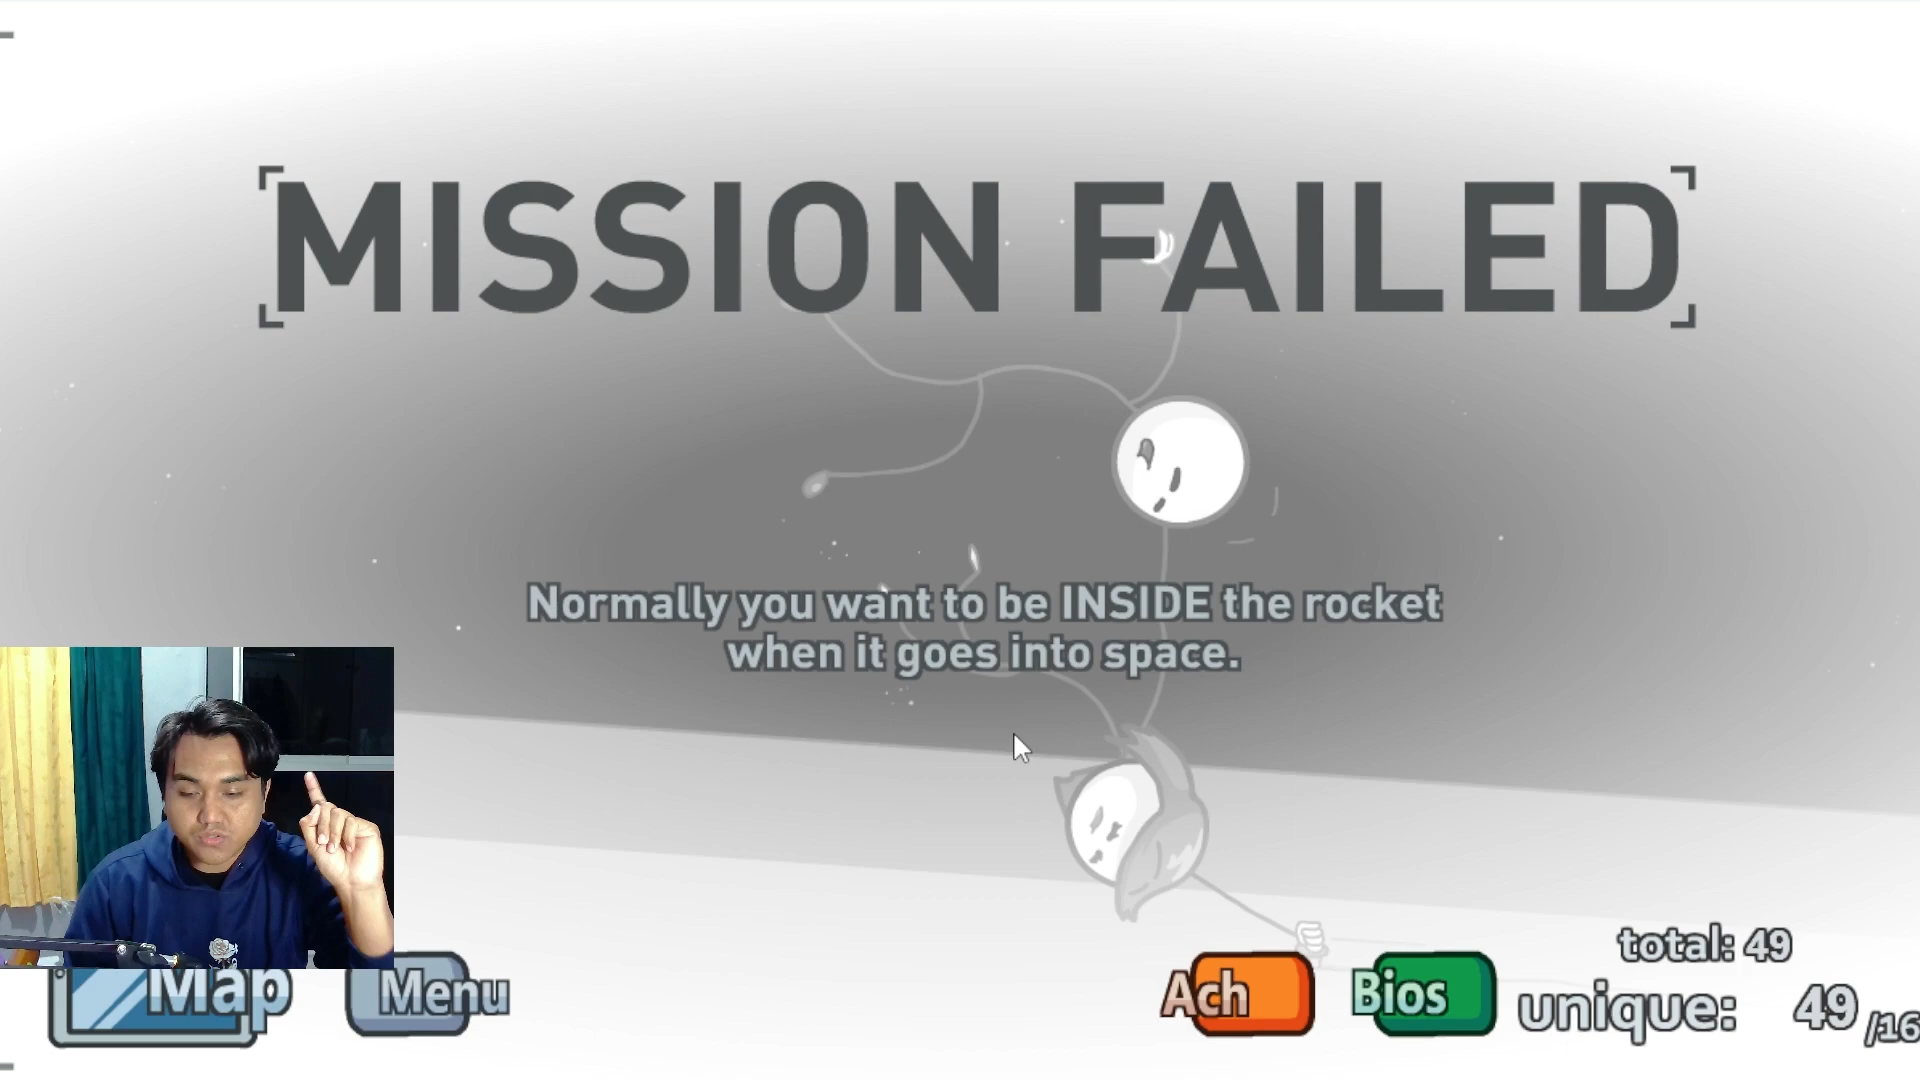 MISSION FAILED
Normally you want to be INSIDE the rocket
when it goes into space.
total: 49
Map
Menu
Ach
Bios
unique: 49 /16